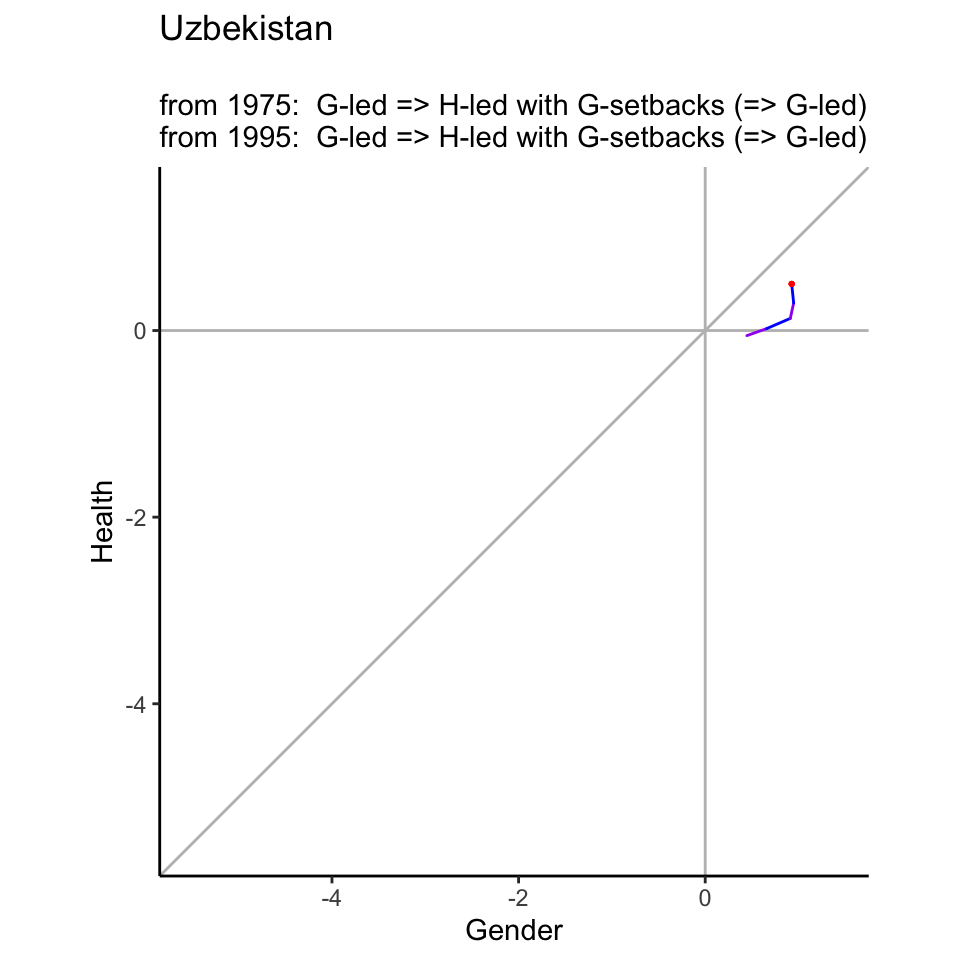 Uzbekistan
from 1975:  G-led => H-led with G-setbacks (=> G-led)
from 1995:  G-led => H-led with G-setbacks (=> G-led)
0
-2
-4
Health
-4
-2
0
Gender